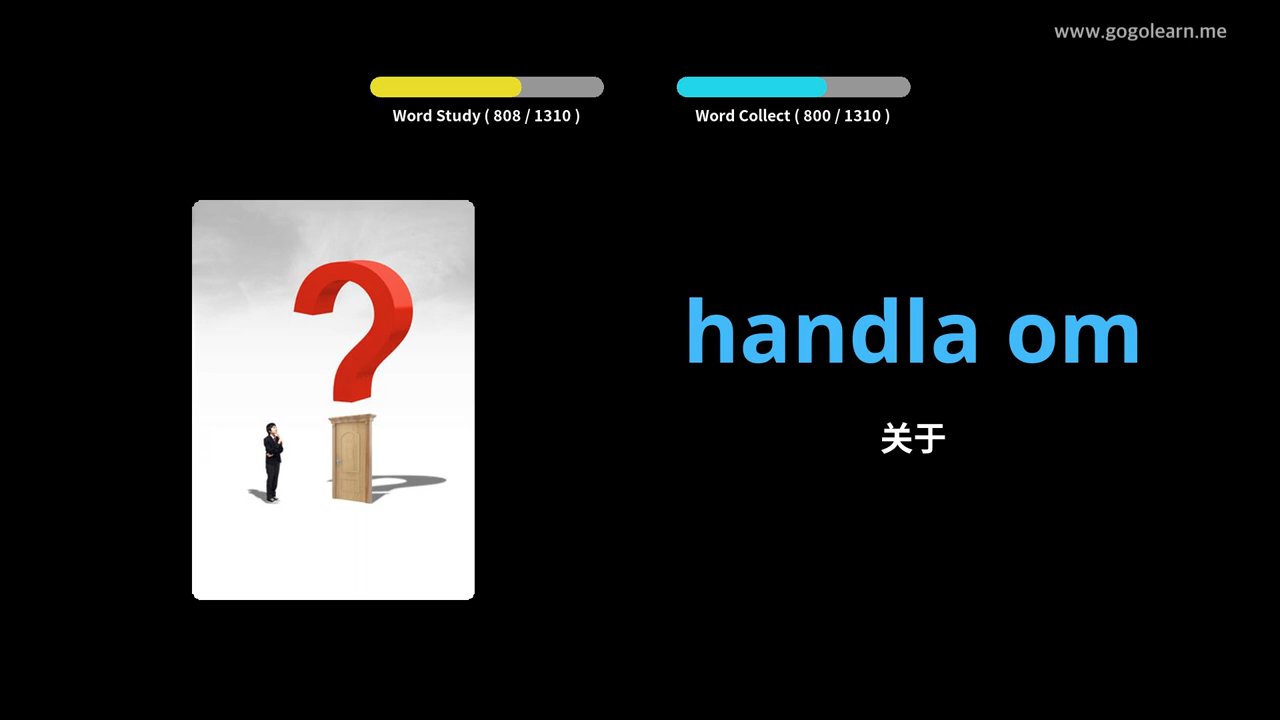 www.gogolearn.me
Word Study ( 808 / 1310 )
Word Collect ( 800 / 1310 )
handla om
关于